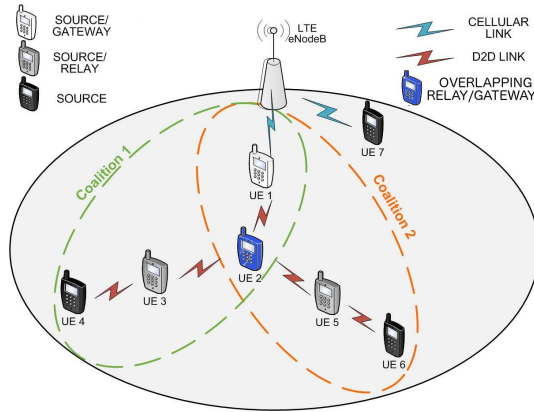 SOURCE/
GATEWAY
SOURCE/
RELAY
SOURCE
LTE
eNodeB
CELLULAR
LINK
D2D LINK
OVERLAPPING
RELAY/GATEWAY
Coalition 1
Coalition 2
UE 7
UE 1
UE 2
UE 3
UE 4
UE 5
UE 6